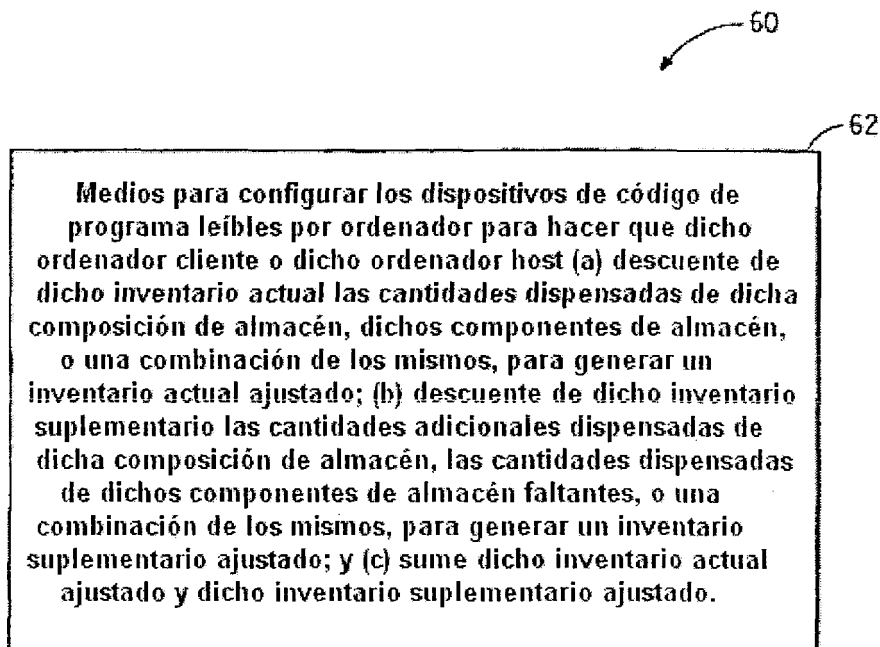 60
62
Medios para configurar los dispositivos de código de
programa leíbles por ordenador para hacer que dicho
ordenador cliente o dicho ordenador host (a) descuente de
dicho inventario actual las cantidades dispensadas de dicha
composición de almacén, dichos componentes de almacén,
o una combinación de los mismos, para generar un
inventario actual ajustado; (b) descuente de dicho inventario
suplementario las cantidades adicionales dispensadas de
dicha composición de almacén, las cantidades dispensadas
de dichos componentes de almacén faltantes, o una
combinación de los mismos, para generar un inventario
suplementario ajustado; y (c) sume dicho inventario actual
ajustado y dicho inventario suplementario ajustado.